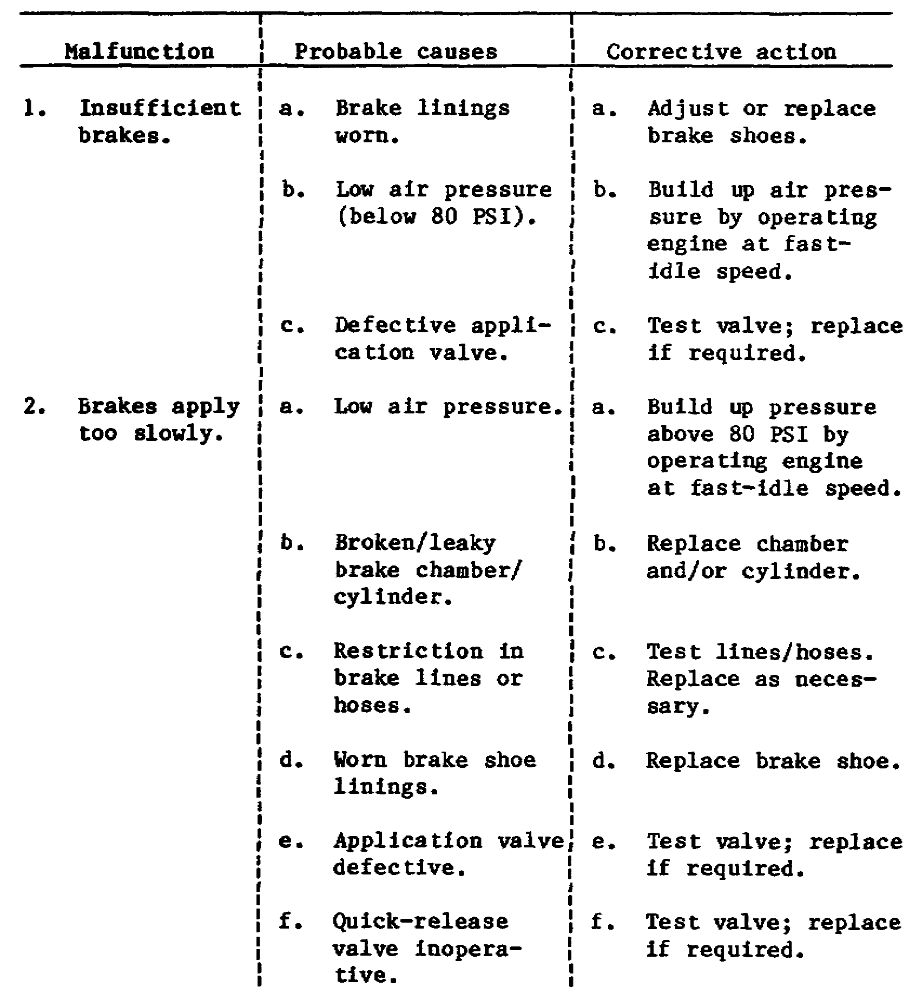 Malfunction Probable causes Corrective action
1. Insufficient a. Brake linings a. Adjust or replace
brakes. worn. brake shoes.
b. Low air pressure b. Build up air pres-
(below 80 PSI). sure by operating
engine at fast-
idle speed.
c. Defective appli- c. Test valve; replace
cation valve. if required.
2. Brakes apply a. Low air pressure. a. Build up pressure
too slowly. above 80 PSI by
operating engine
at fast-idle speed.
b. Broken/leaky b. Replace chamber
brake chamber/ and/or cylinder.
cylinder.
c. Restriction in c. Test lines/hoses.
brake lines or Replace as neces-
hoses. sary.
d. Worn brake shoe d. Replace brake shoe.
linings.
e. Application valve e. Test valve; replace
defective. if required.
f. Quick-release f. Test valve; replace
valve inopera- if required.
tive.